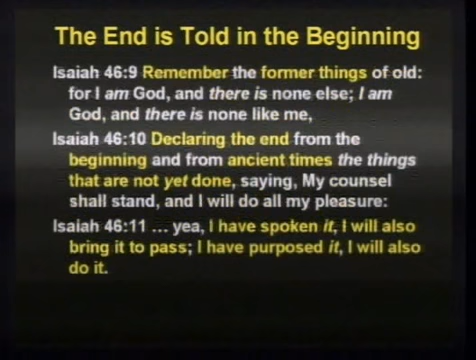 The End is Told in the Beginning
Isaiah 46:9 Remember the former things of old:
for I am God, and there is none else; I am
God, and there is none like me,
Isaiah 46:10 Declaring the end from the
beginning and from ancient times the things
that are not yet done, saying, My counsel
shall stand, and I will do all my pleasure:
Isaiah 46:11 ... yea, I have spoken it, I will also
bring it to pass; I have purposed it, I will also
do it.